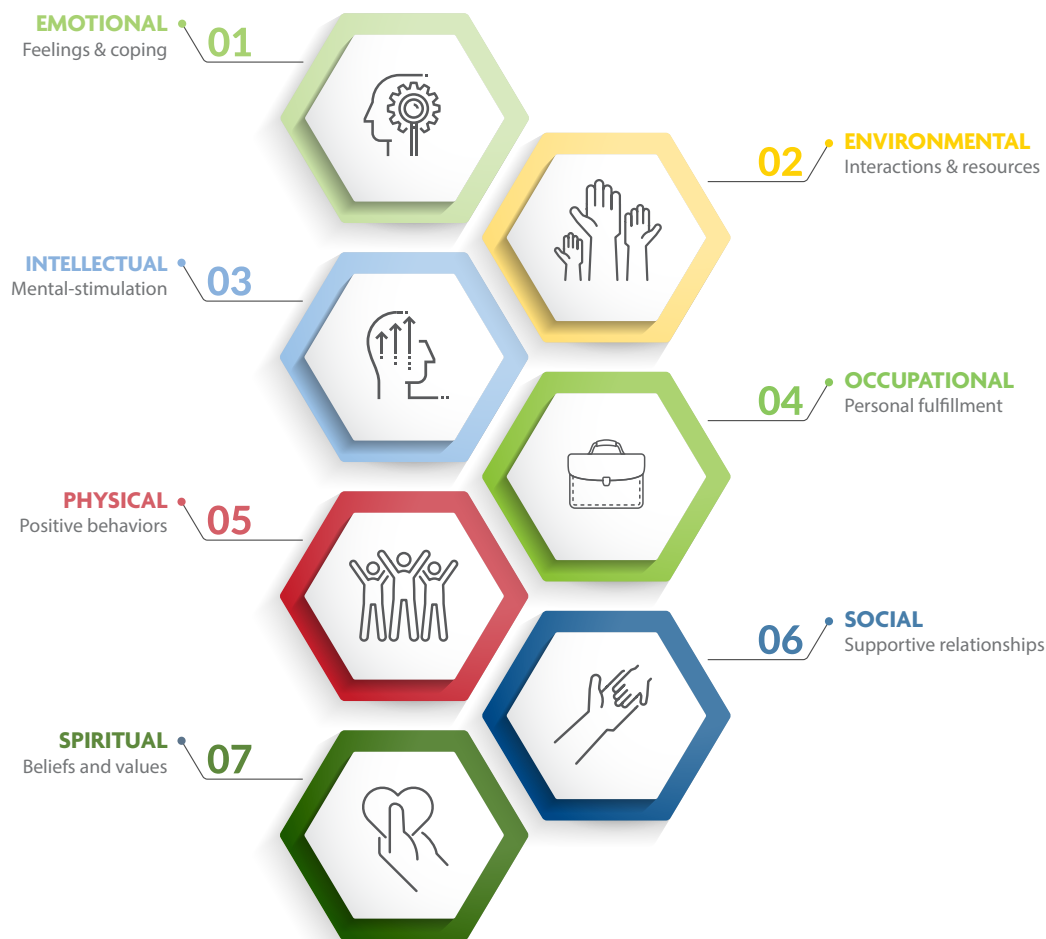 EMOTIONAL
Feelings & coping
01
02
ENVIRONMENTAL
Interactions & resources
INTELLECTUAL
Mental-stimulation
03
04
OCCUPATIONAL
Personal fulfillment
PHYSICAL
Positive behaviors
05
06
SOCIAL
Supportive relationships
SPIRITUAL
Beliefs and values
07